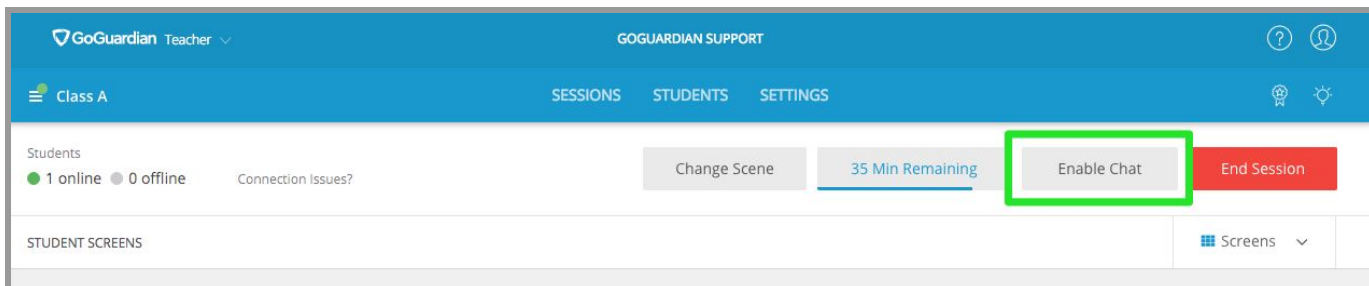 GoGuardian Teacher
GOGUARDIAN SUPPORT
?
Class A
SESSIONS STUDENTS SETTINGS
Students
1 online 0 offline Connection Issues?
Change Scene 35 Min Remaining Enable Chat End Session
STUDENT SCREENS
Screens